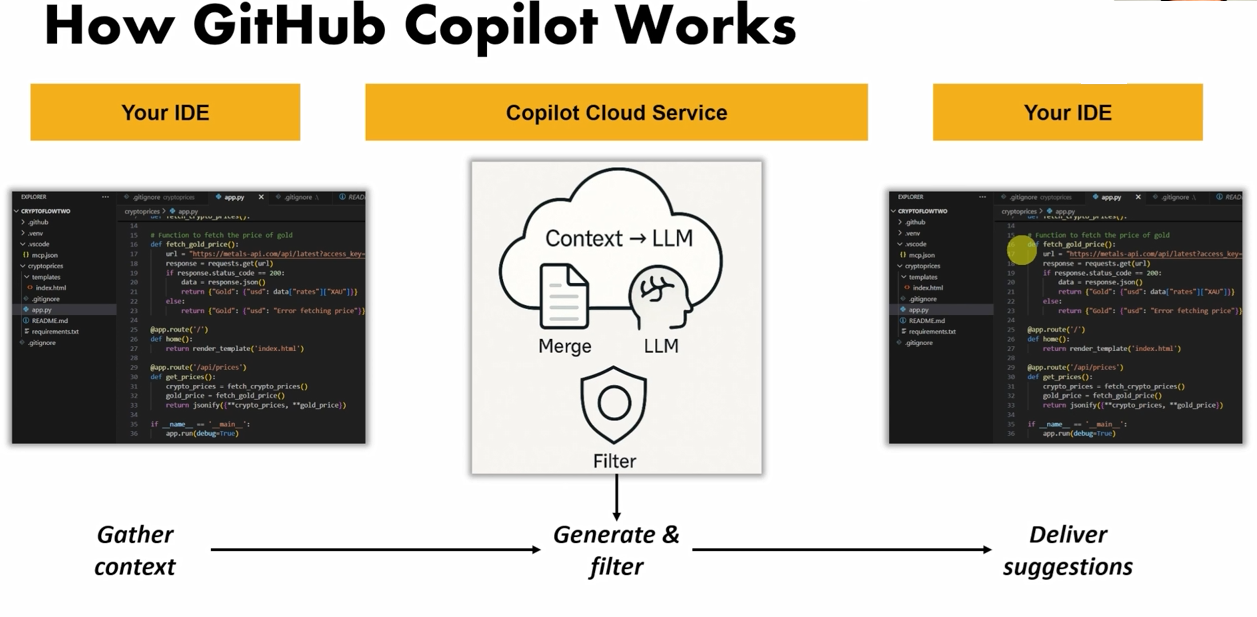 How GitHub Copilot Works
Your IDE
Copilot Cloud Service
Your IDE
EXPLORER
···
.gitignore cryptoprices
app.py
.gitignore .\
READ
CRYPTOFLOWTWO
.github
.venv
.vscode
mcp.json
cryptoprices
templates
index.html
.gitignore
app.py
README.md
requirements.txt
.gitignore
cryptoprices > app.py
def fetch_crypto_prices():
14
15 # Function to fetch the price of gold
16 def fetch_gold_price():
17 url = "https://metals-api.com/api/latest?access_key=
18 response = requests.get(url)
19 if response.status_code == 200:
20 data = response.json()
21 return {"Gold": {"usd": data["rates"]["XAU"]}}
22 else:
23 return {"Gold": {"usd": "Error fetching price"}}
24
25 @app.route('/')
26 def home():
27 return render_template('index.html')
28
29 @app.route('/api/prices')
30 def get_prices():
31 crypto_prices = fetch_crypto_prices()
32 gold_price = fetch_gold_price()
33 return jsonify({**crypto_prices, **gold_price})
34
35 if __name__ == '__main__':
36 app.run(debug=True)
Context → LLM
Merge
LLM
Filter
EXPLORER
···
.gitignore cryptoprices
app.py
.gitignore .\
READ
CRYPTOFLOWTWO
.github
.venv
.vscode
mcp.json
cryptoprices
templates
index.html
.gitignore
app.py
README.md
requirements.txt
.gitignore
cryptoprices > app.py
def fetch_crypto_prices():
14
15 # Function to fetch the price of gold
16 def fetch_gold_price():
17 url = "https://metals-api.com/api/latest?access_key=
18 response = requests.get(url)
19 if response.status_code == 200:
20 data = response.json()
21 return {"Gold": {"usd": data["rates"]["XAU"]}}
22 else:
23 return {"Gold": {"usd": "Error fetching price"}}
24
25 @app.route('/')
26 def home():
27 return render_template('index.html')
28
29 @app.route('/api/prices')
30 def get_prices():
31 crypto_prices = fetch_crypto_prices()
32 gold_price = fetch_gold_price()
33 return jsonify({**crypto_prices, **gold_price})
34
35 if __name__ == '__main__':
36 app.run(debug=True)
Gather
context
Generate &
filter
Deliver
suggestions